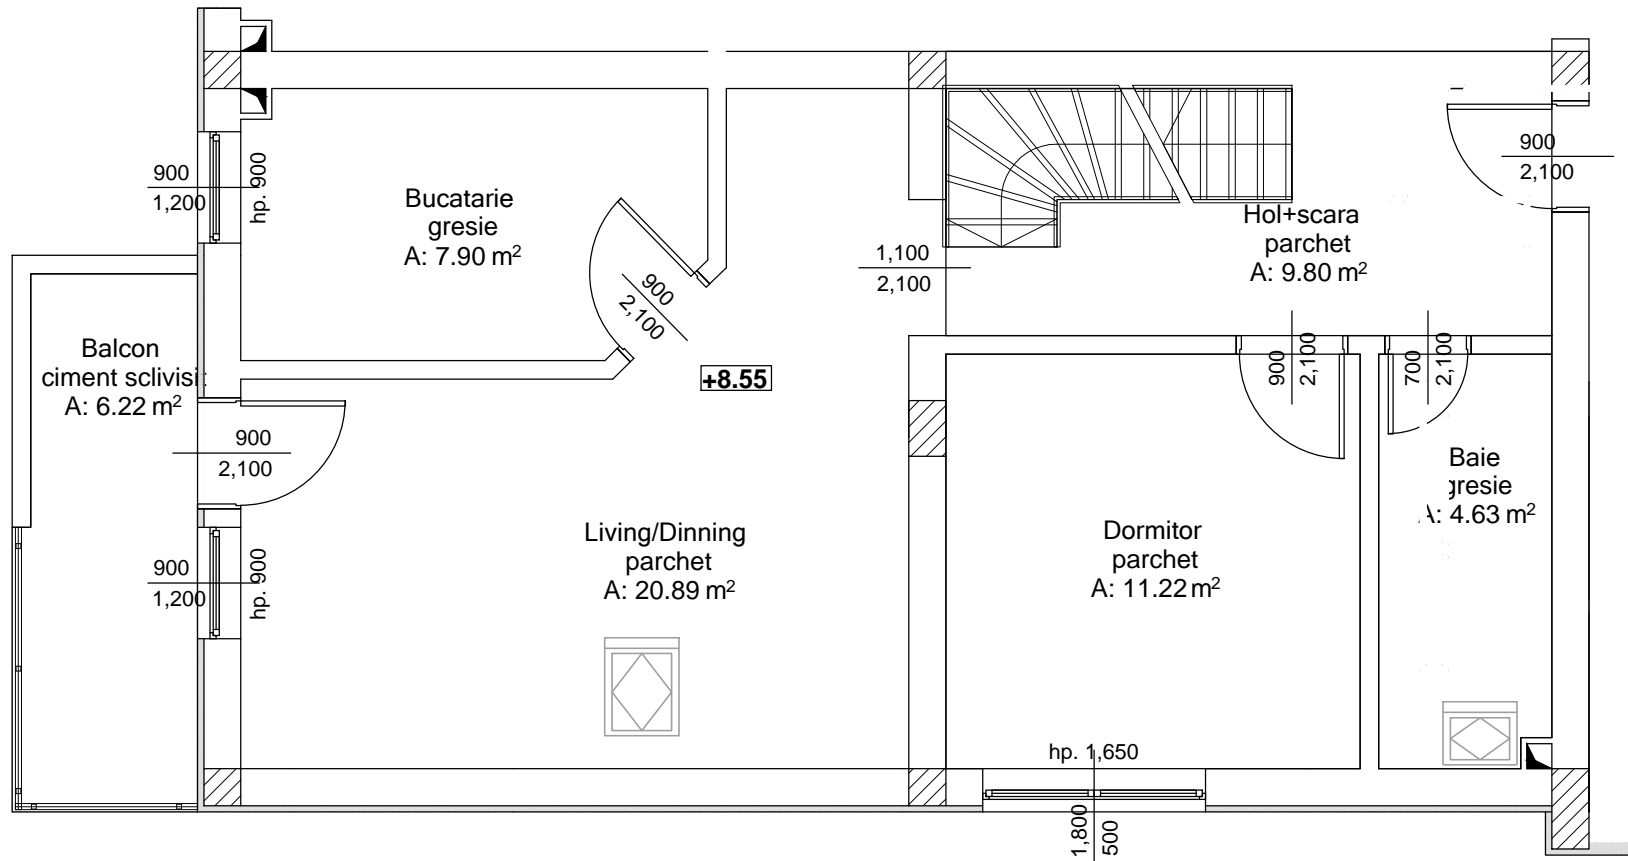 900
1,200
hp. 900
Bucatarie
gresie
A: 7.90 m²
900
2,100
1,100
2,100
Hol+scara
parchet
A: 9.80 m²
900
2,100
Balcon
ciment sclivisit
A: 6.22 m²
+8.55
900
2,100
700
2,100
900
2,100
900
1,200
hp. 900
Living/Dinning
parchet
A: 20.89 m²
Dormitor
parchet
A: 11.22 m²
Baie
gresie
A: 4.63 m²
hp. 1,650
1,800
500